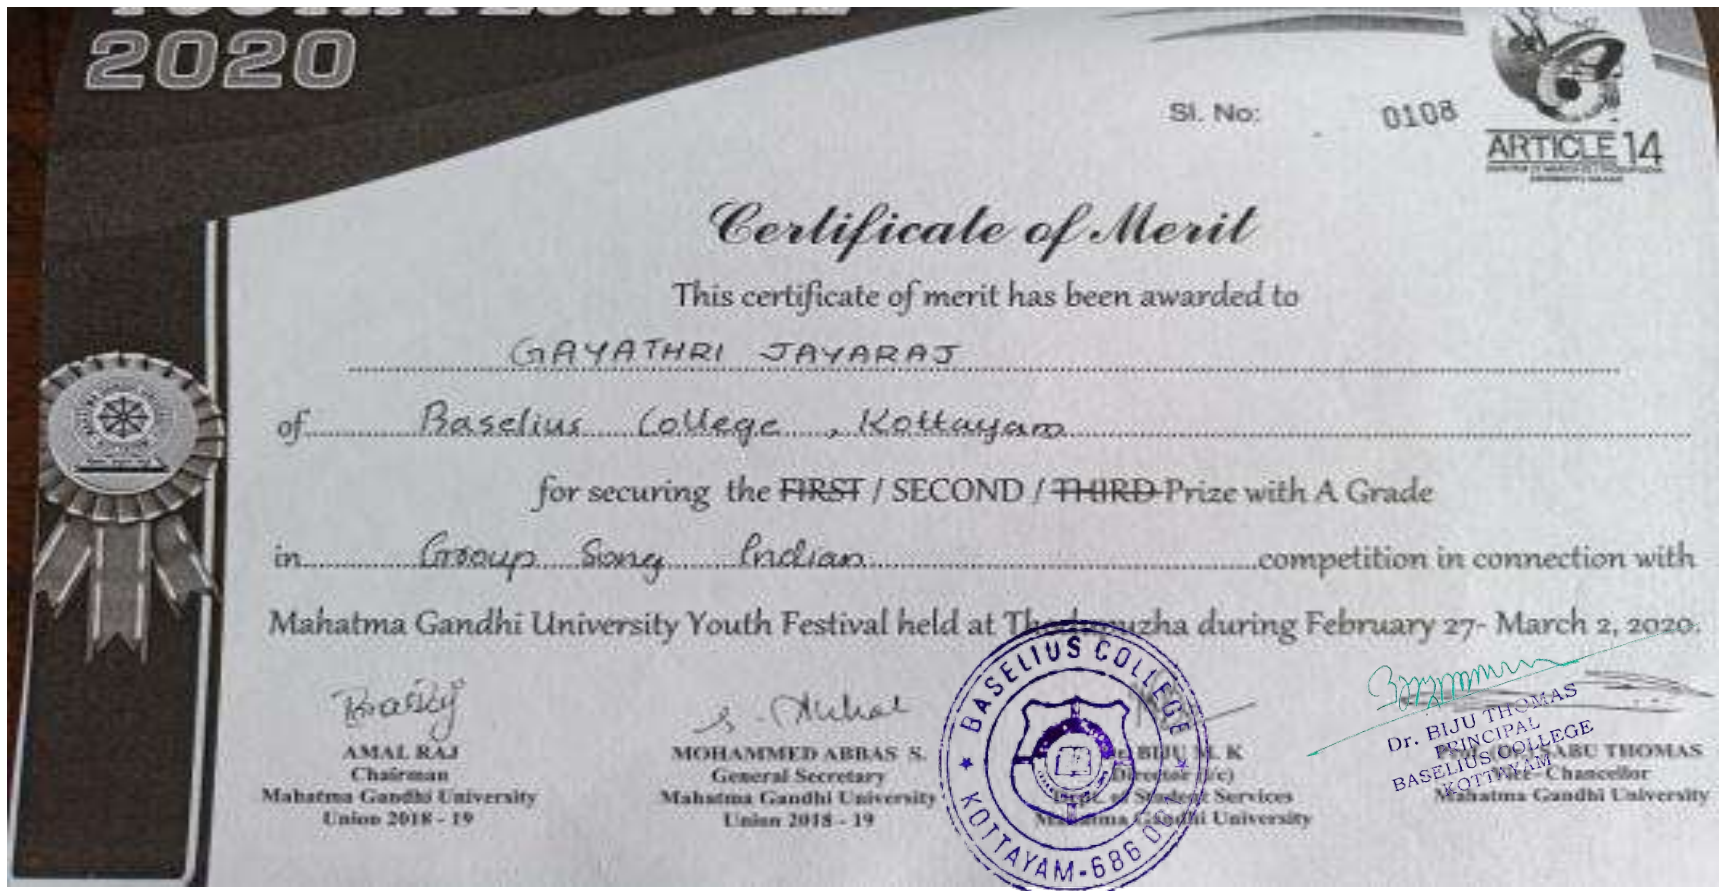 YOUTH FESTIVAL
2020
Sl. No: 0108
ARTICLE 14
Certificate of Merit
This certificate of merit has been awarded to
GAYATHRI JAYARAJ
of Baselius College, Kottayam
for securing the FIRST / SECOND / THIRD Prize with A Grade
in Group Song Indian competition in connection with
Mahatma Gandhi University Youth Festival held at Thodupuzha during February 27- March 2, 2020.
AMAL RAJ
Chairman
Mahatma Gandhi University
Union 2018 - 19
MOHAMMED ABBAS S.
General Secretary
Mahatma Gandhi University
Union 2018 - 19
BIJU M. K
Director (i/c)
Dept. of Student Services
Mahatma Gandhi University
SABU THOMAS
Vice- Chancellor
Mahatma Gandhi University
BASELIUS COLLEGE
KOTTAYAM-686 00
Dr. BIJU THOMAS
PRINCIPAL
BASELIUS COLLEGE
KOTTAYAM